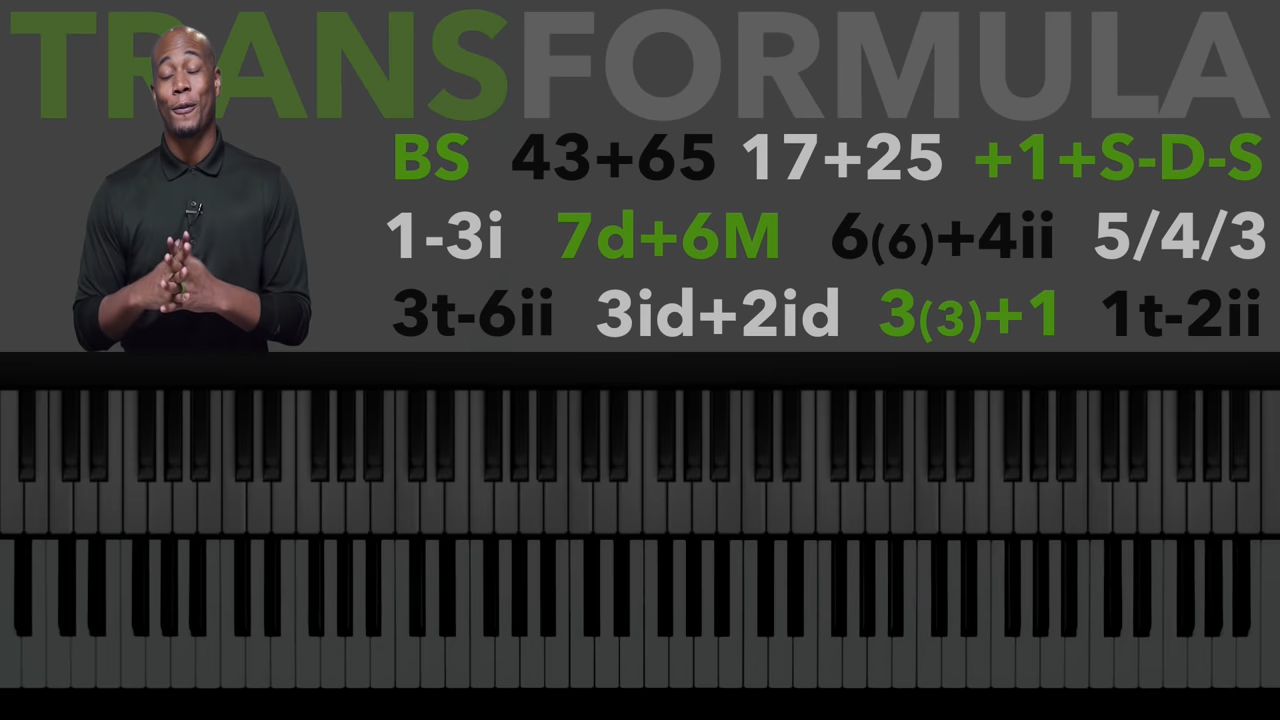 TRANSFORMULA
BS 43+65 17+25 +1+S-D-S
1-3i 7d+6M 6(6)+4ii 5/4/3
3t-6ii 3id+2id 3(3)+1 1t-2ii